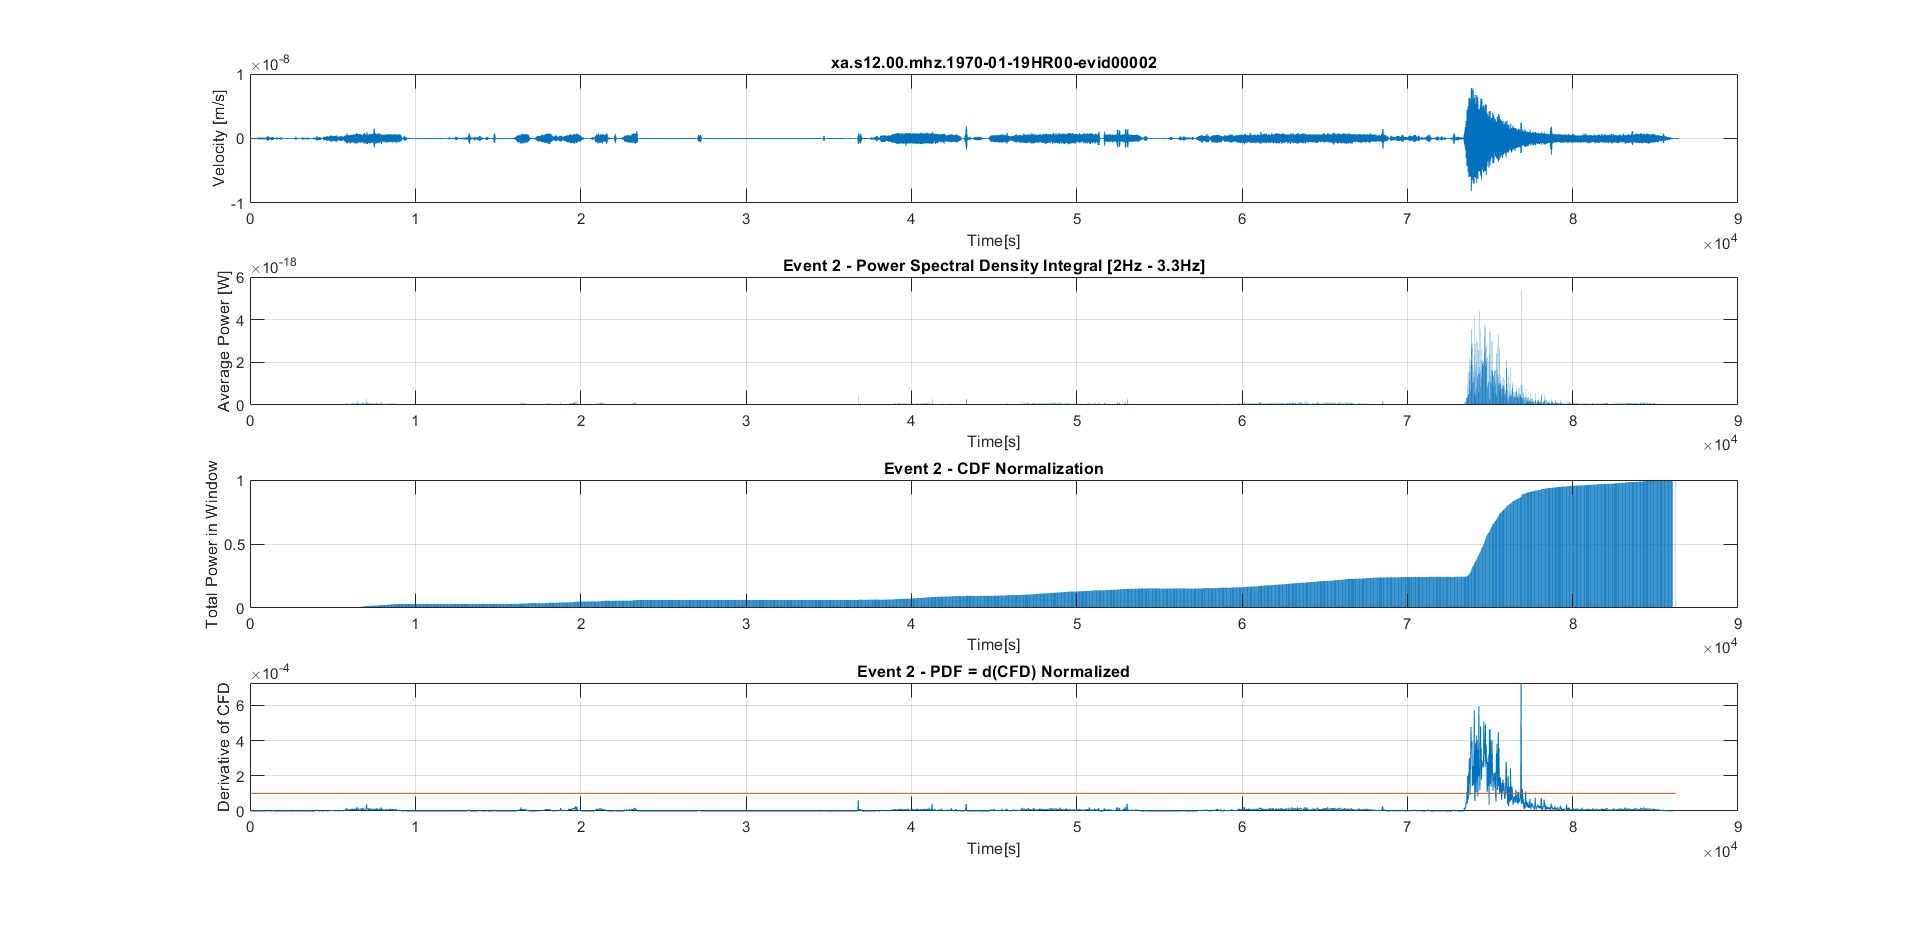 xa.s12.00.mhz.1970-01-19HR00-evid00002
×10-8
Velocity [m/s]
1
0
-1
0 1 2 3 4 5 6 7 8 9
Time[s]
×104
Event 2 - Power Spectral Density Integral [2Hz - 3.3Hz]
×10-18
Average Power [W]
6
4
2
0
0 1 2 3 4 5 6 7 8 9
Time[s]
×104
Event 2 - CDF Normalization
Total Power in Window
1
0.5
0
0 1 2 3 4 5 6 7 8 9
Time[s]
×104
Event 2 - PDF = d(CFD) Normalized
×10-4
Derivative of CFD
6
4
2
0
0 1 2 3 4 5 6 7 8 9
Time[s]
×104